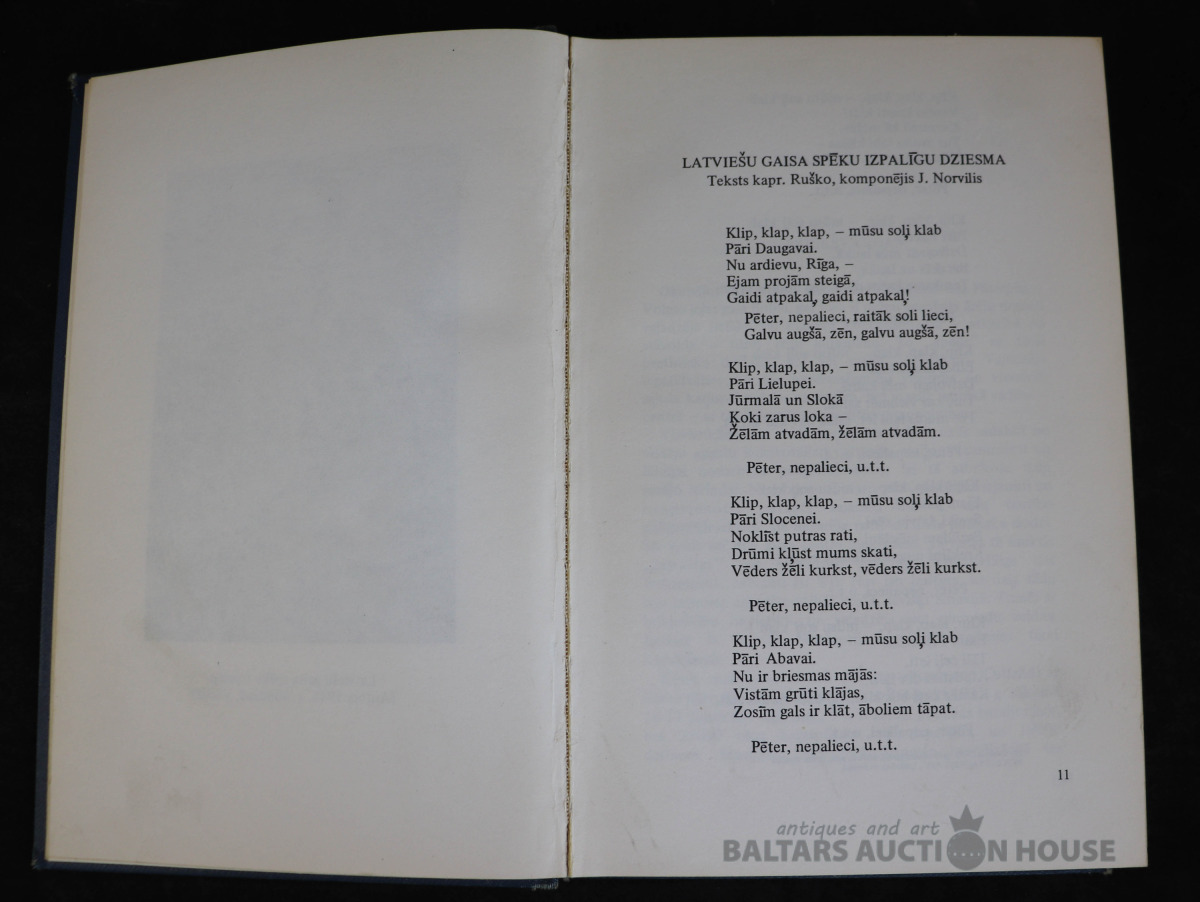 LATVIEŠU GAISA SPĒKU IZPALĪGU DZIESMA
Teksts kapr. Ruško, komponējis J. Norvilis
Klip, klap, klap, – mūsu soļi klab
Pāri Daugavai.
Nu ardievu, Rīga, –
Ejam projām steigā,
Gaidi atpakaļ, gaidi atpakaļ!
Pēter, nepalieci, raitāk soli lieci,
Galvu augšā, zēn, galvu augšā, zēn!
Klip, klap, klap, – mūsu soļi klab
Pāri Lielupei.
Jūrmalā un Slokā
Ķoki zarus loka –
Žēlām atvadām, žēlām atvadām.
Pēter, nepalieci, u.t.t.
Klip, klap, klap, – mūsu soļi klab
Pāri Slocenei.
Noklīst putras rati,
Drūmi kļūst mums skati,
Vēders žēli kurkst, vēders žēli kurkst.
Pēter, nepalieci, u.t.t.
Klip, klap, klap, – mūsu soļi klab
Pāri Abavai.
Nu ir briesmas mājās:
Vistām grūti klājas,
Zosīm gals ir klāt, āboliem tāpat.
Pēter, nepalieci, u.t.t.
11
antiques and art
BALTARS AUCTION HOUSE